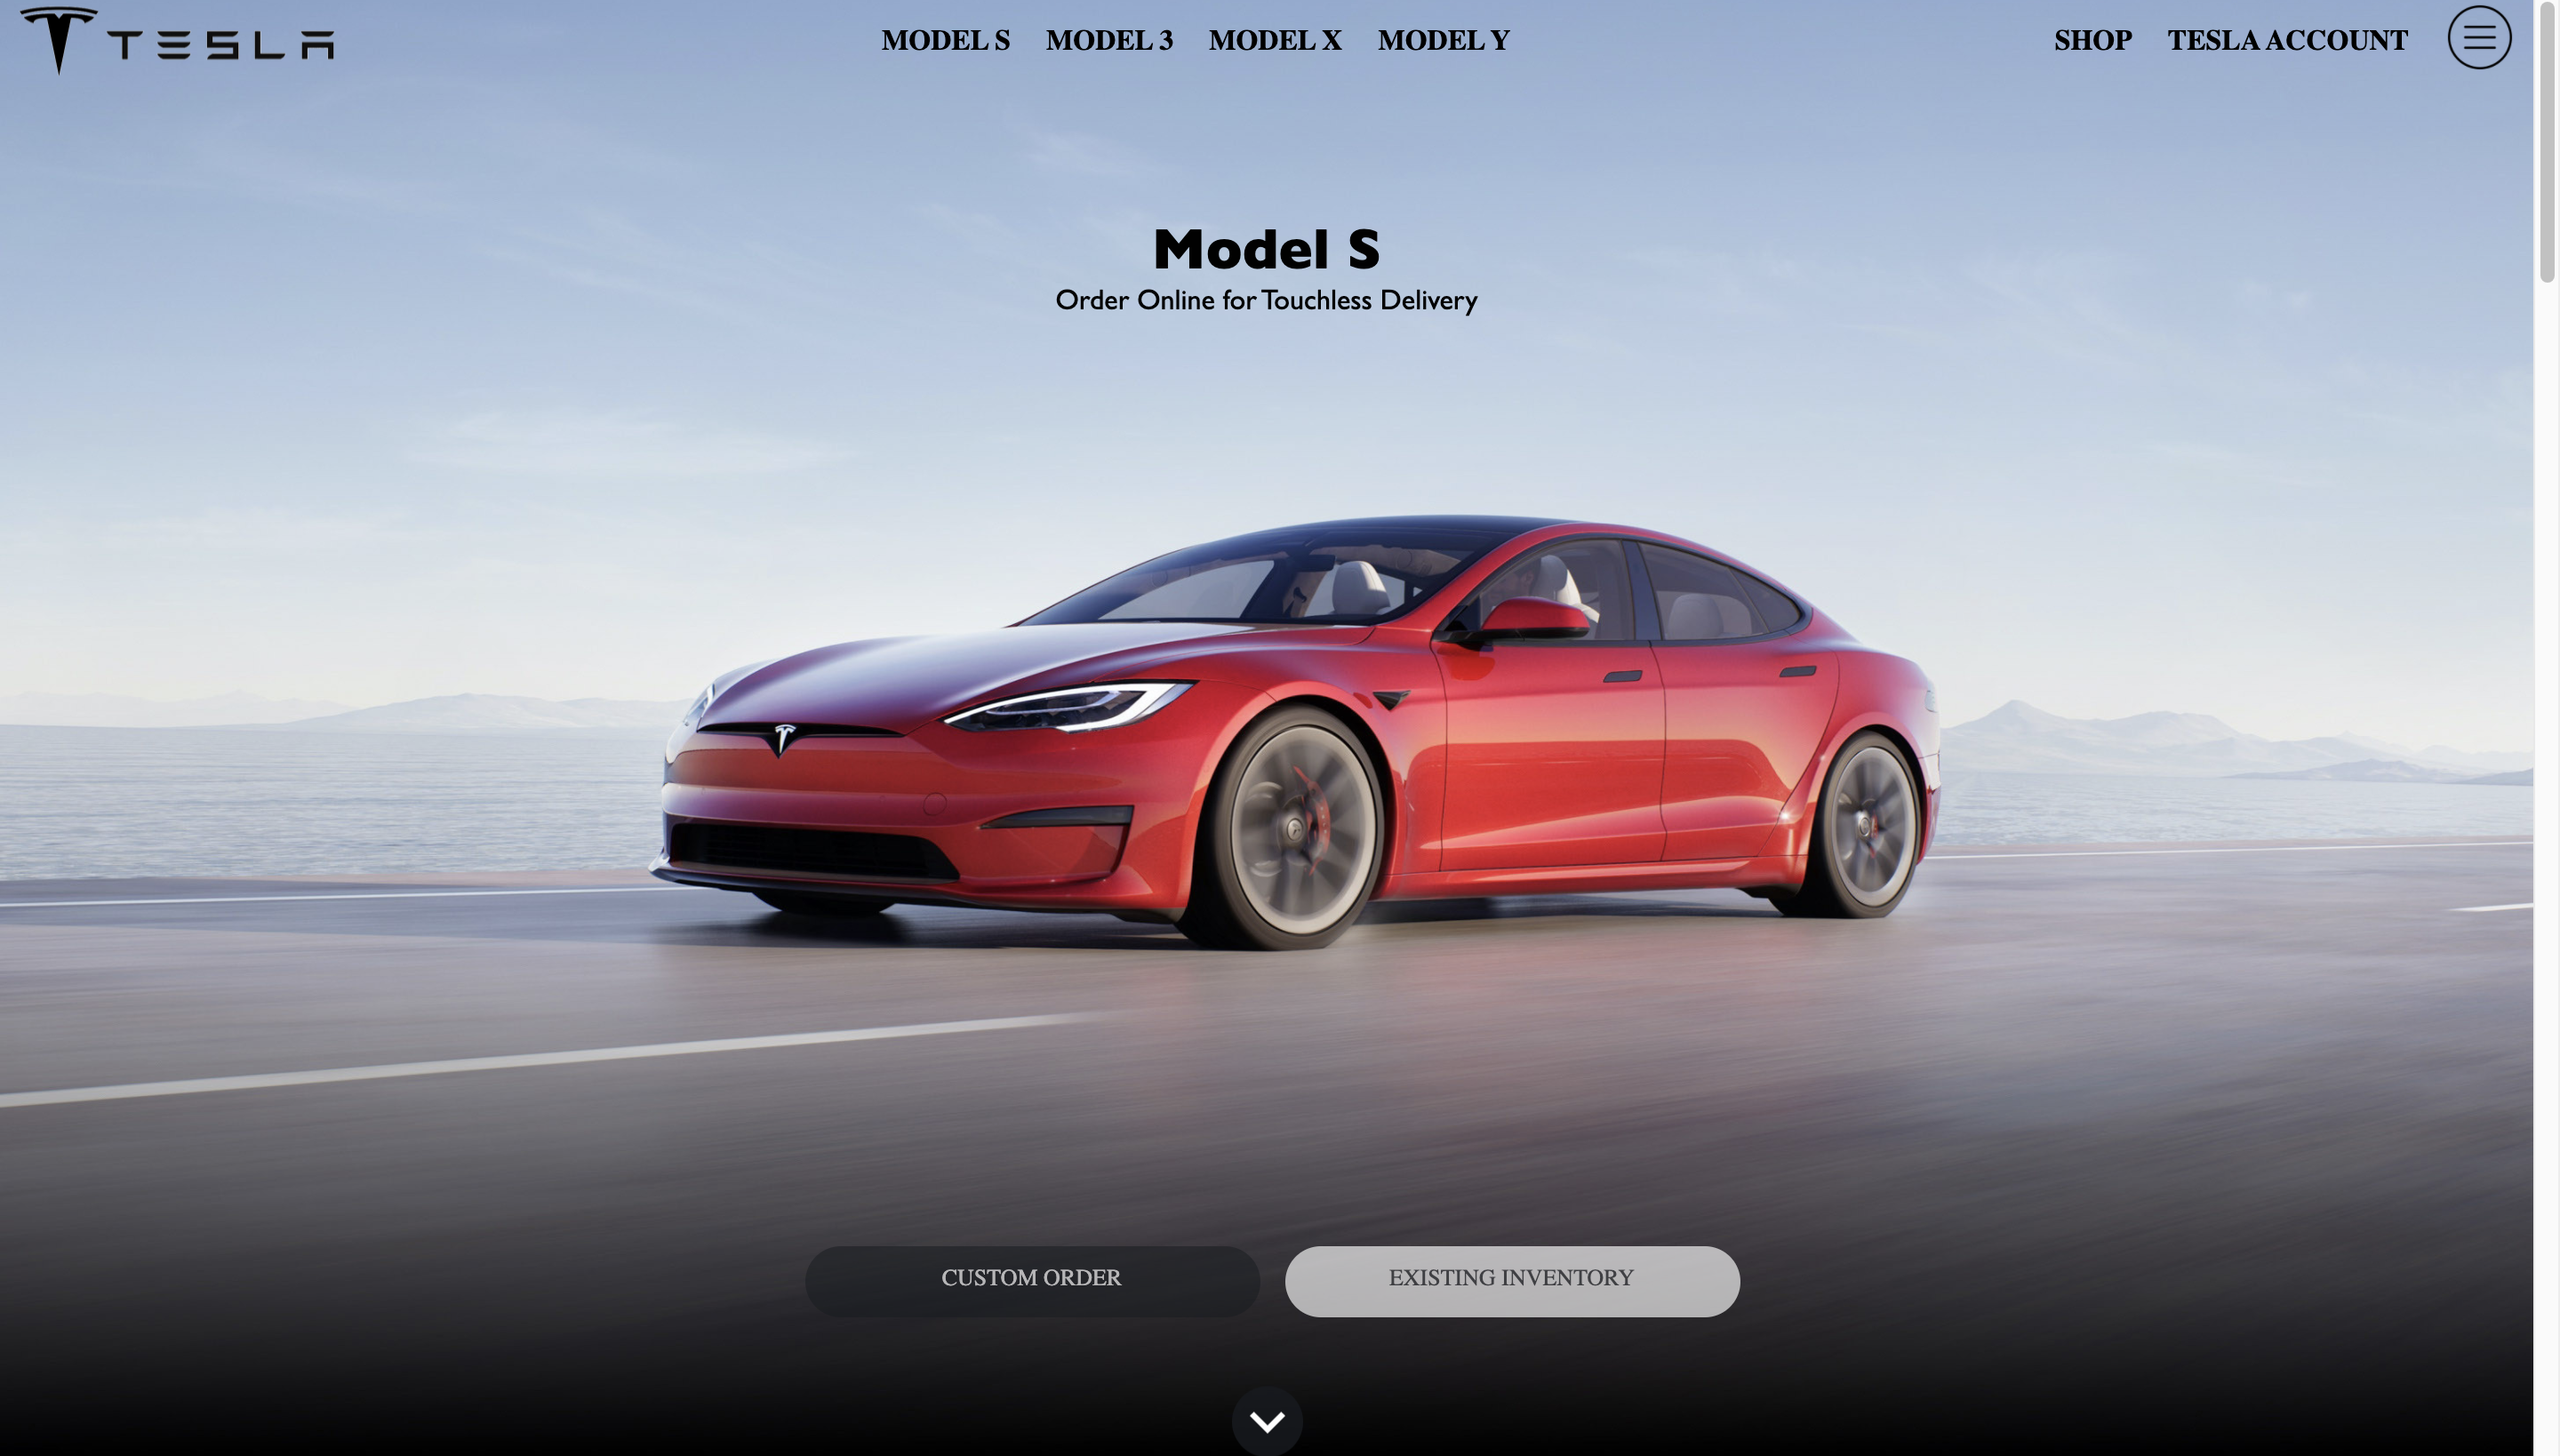 TESLA
MODEL S MODEL 3 MODEL X MODEL Y
SHOP TESLA ACCOUNT
Model S
Order Online for Touchless Delivery
CUSTOM ORDER EXISTING INVENTORY